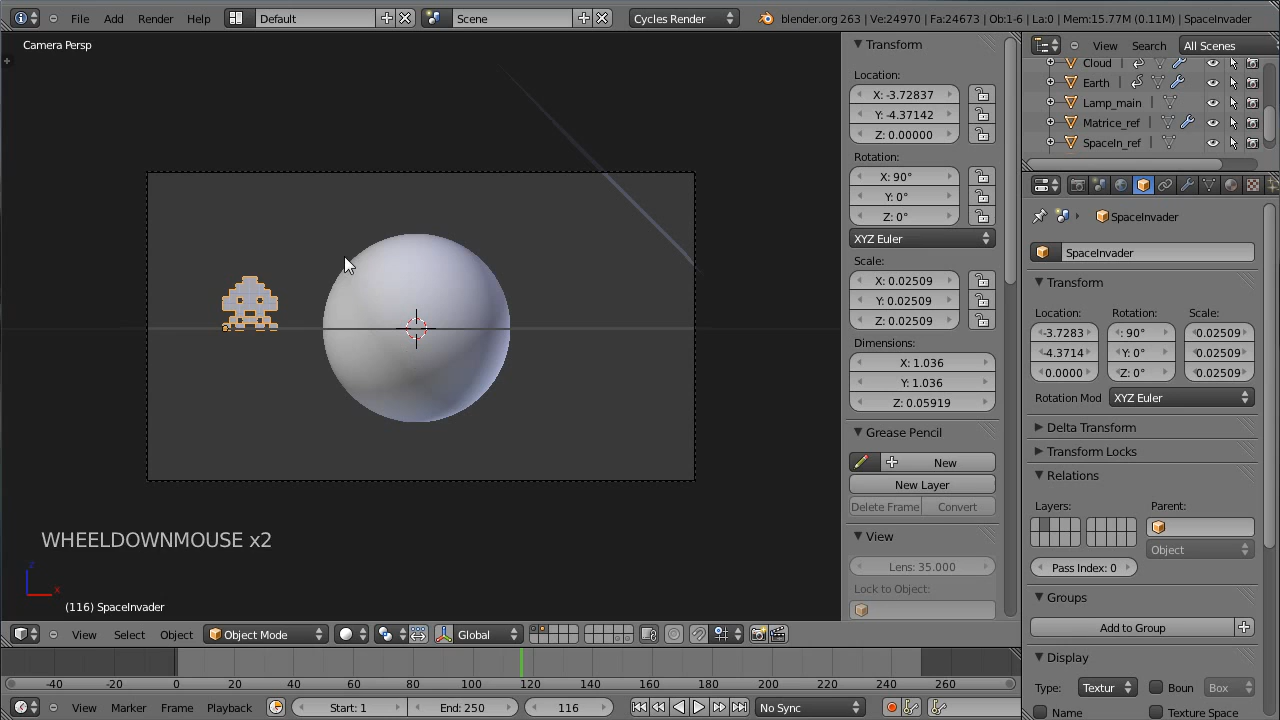 File Add Render Help Default Scene Cycles Render blender.org 263 | Ve:24970 | Fa:24673 | Ob:1-6 | La:0 | Mem:15.77M (0.11M) | SpaceInvader
Camera Persp
WHEELDOWNMOUSE x2
z
x
(116) SpaceInvader
View Select Object Object Mode Global
Transform
Location:
X: -3.72837
Y: -4.37142
Z: 0.00000
Rotation:
X: 90°
Y: 0°
Z: 0°
XYZ Euler
Scale:
X: 0.02509
Y: 0.02509
Z: 0.02509
Dimensions:
X: 1.036
Y: 1.036
Z: 0.05919
Grease Pencil
New
New Layer
Delete Frame Convert
View
Lens: 35.000
Lock to Object:
View Search All Scenes
Cloud
Earth
Lamp_main
Matrice_ref
SpaceIn_ref
SpaceInvader
SpaceInvader
Transform
Location: Rotation: Scale:
-3.7283 : 90° 0.02509
-4.3714 Y: 0° 0.02509
0.0000 Z: 0° 0.02509
Rotation Mod XYZ Euler
Delta Transform
Transform Locks
Relations
Layers: Parent:
Object
Pass Index: 0
Groups
Add to Group
Display
Type: Textur Boun Box
Name Texture Space
-40 -20 0 20 40 60 80 100 120 140 160 180 200 220 240 260
View Marker Frame Playback Start: 1 End: 250 116 No Sync